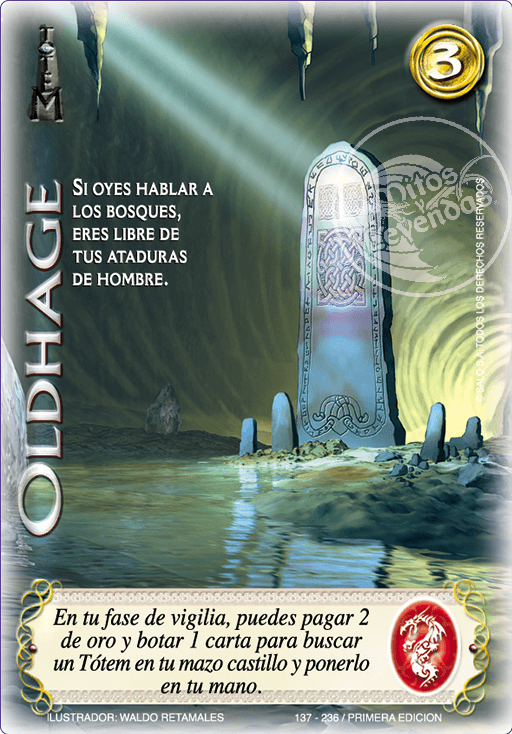 TOTEM
3
OLDHAGE
SI OYES HABLAR A
LOS BOSQUES,
ERES LIBRE DE
TUS ATADURAS
DE HOMBRE.
Mitos
y
Leyendas
TODOS LOS DERECHOS RESERVADOS
En tu fase de vigilia, puedes pagar 2
de oro y botar 1 carta para buscar
un Tótem en tu mazo castillo y ponerlo
en tu mano.
ILUSTRADOR: WALDO RETAMALES
137 - 236 / PRIMERA EDICION